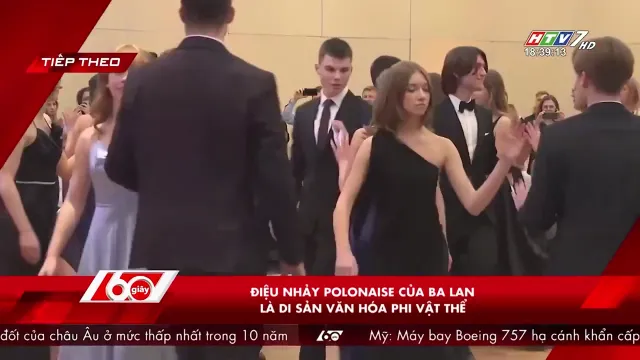 TIẾP THEO
HTV7 HD
18:39:13
60 giây
ĐIỆU NHẢY POLONAISE CỦA BA LAN
LÀ DI SẢN VĂN HÓA PHI VẬT THỂ
đốt của châu Âu ở mức thấp nhất trong 10 năm 60 Mỹ: Máy bay Boeing 757 hạ cánh khẩn cấp